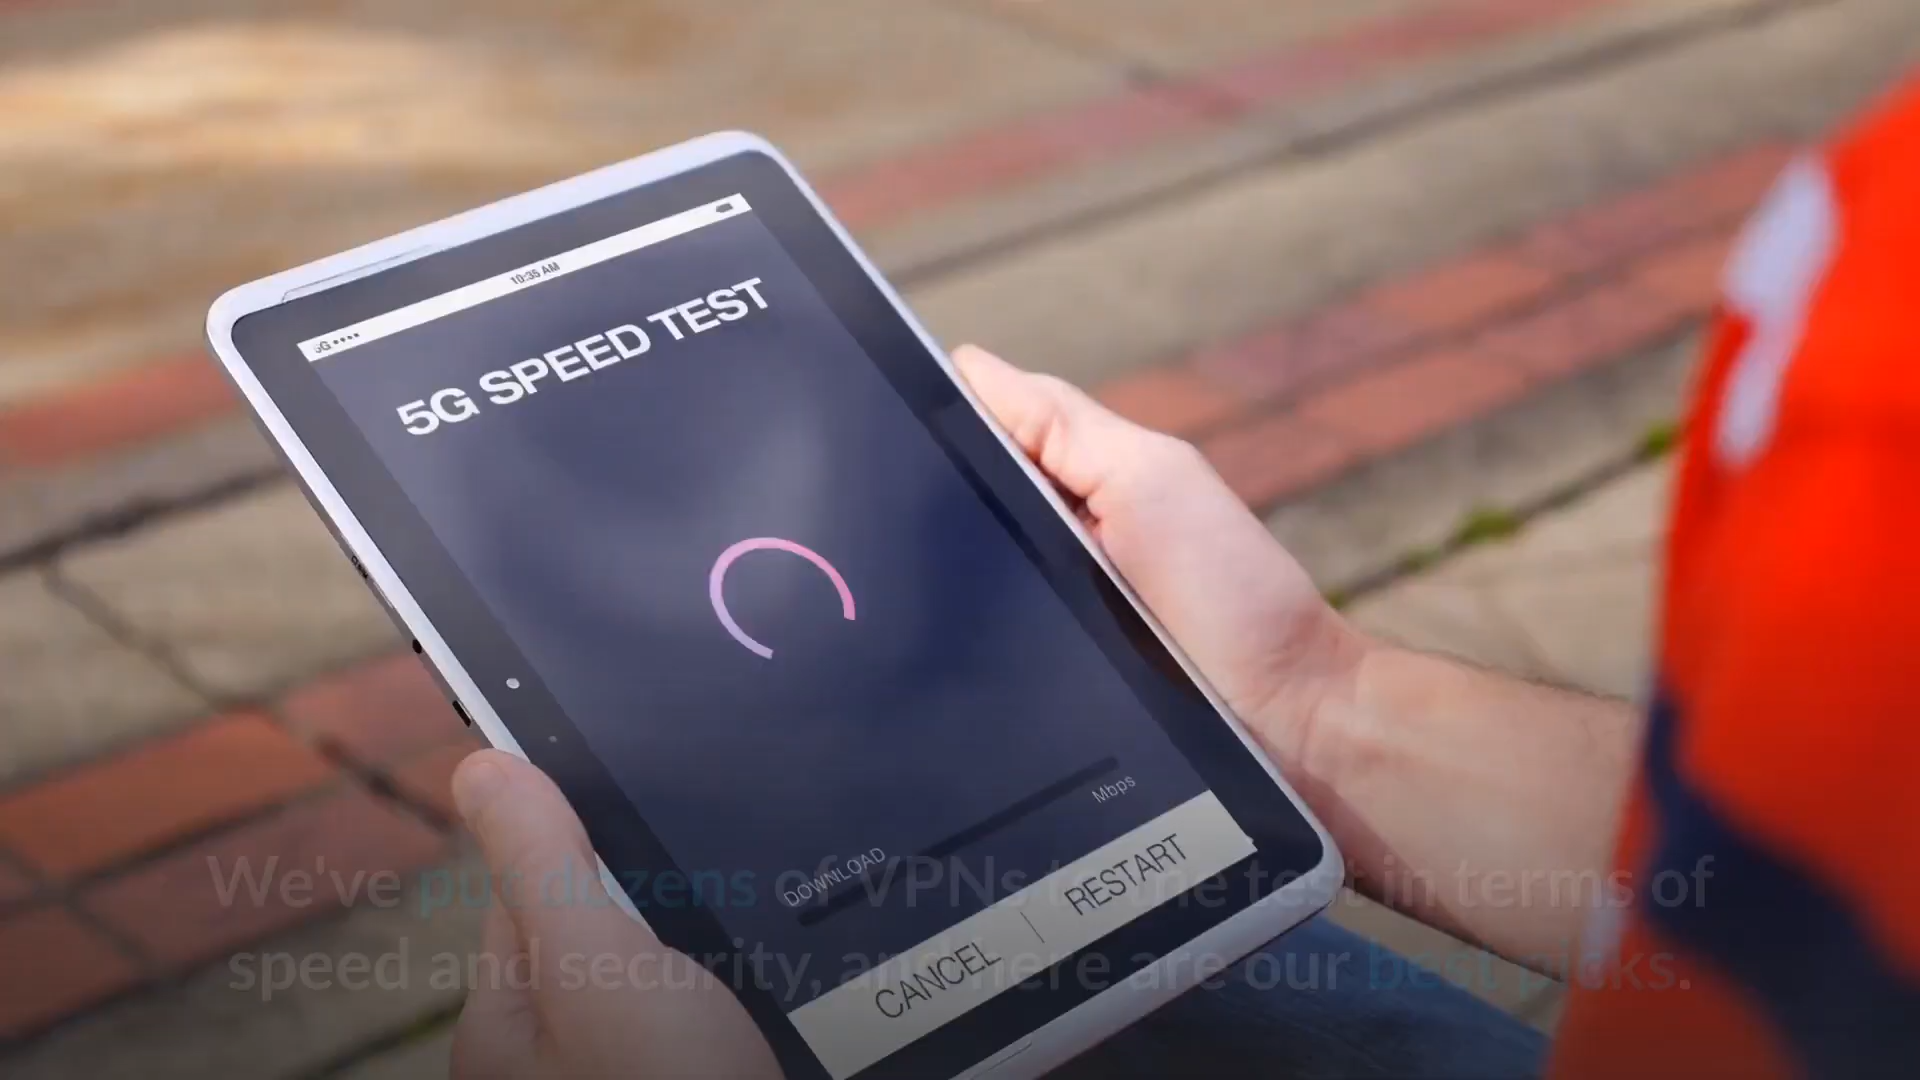 5G
10:35 AM
5G SPEED TEST
Mbps
DOWNLOAD
CANCEL
RESTART
We've put dozens of VPNs to the test in terms of
speed and security, and here are our best picks.